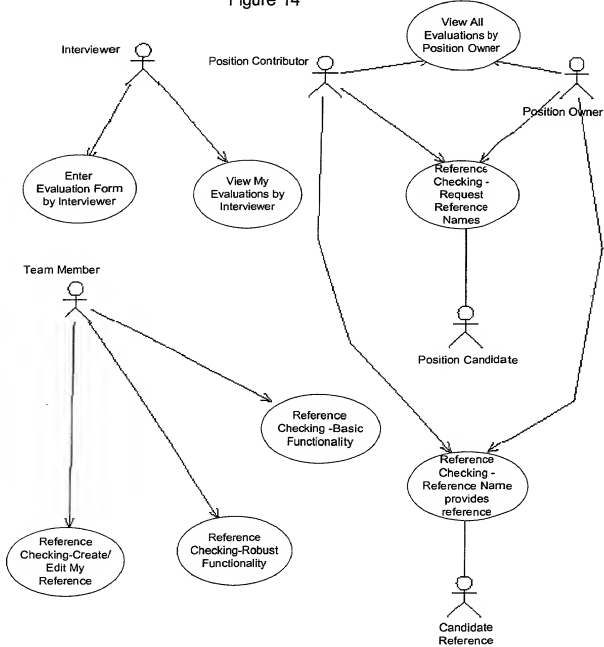 Figure 14
Interviewer
Position Contributor
View All
Evaluations by
Position Owner
Position Owner
Enter
Evaluation Form
by Interviewer
View My
Evaluations by
Interviewer
Reference
Checking -
Request
Reference
Names
Team Member
Position Candidate
Reference
Checking -Basic
Functionality
Reference
Checking -
Reference Name
provides
reference
Reference
Checking-Create/
Edit My
Reference
Reference
Checking-Robust
Functionality
Candidate
Reference